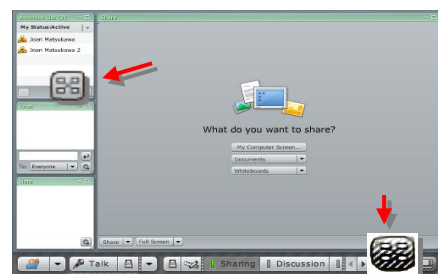 Attendee List (2)
My Status:Active
Joan Matsukawa
Joan Matsukawa 2
Chat
To: Everyone
Note
Share
What do you want to share?
My Computer Screen...
Documents
Whiteboards
Share
Full Screen
Talk
Sharing
Discussion